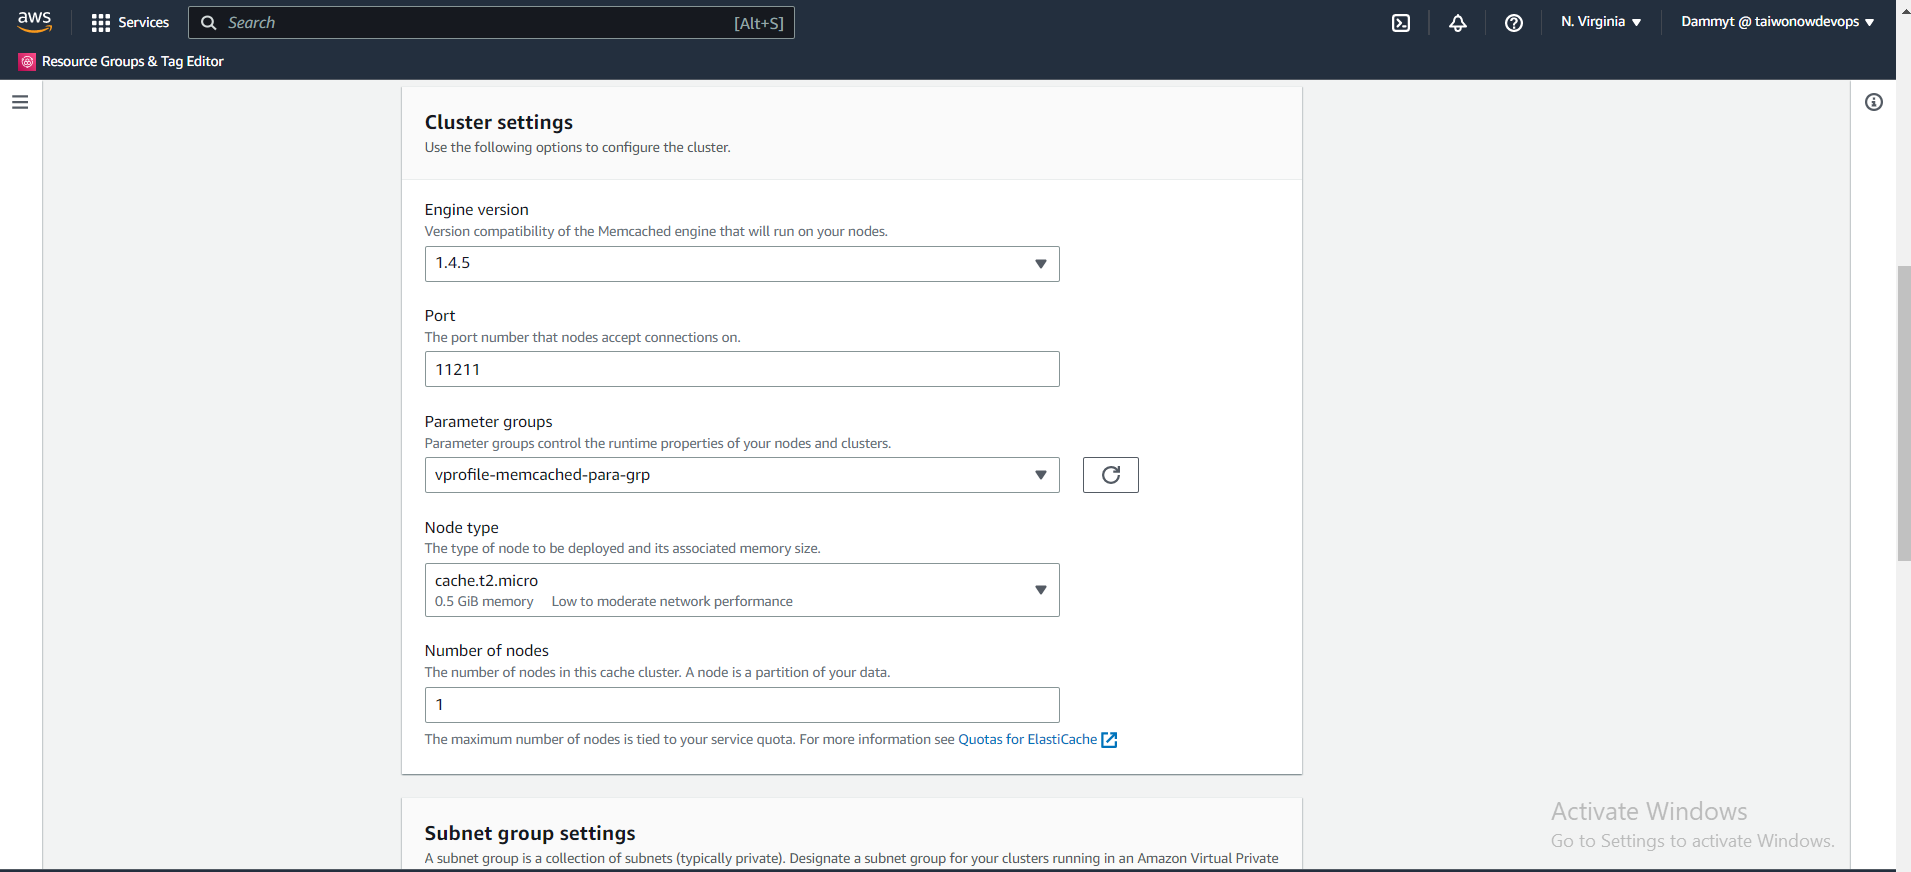 aws
Services
Search
[Alt+S]
N. Virginia
Dammyt @ taiwonowdevops
Resource Groups & Tag Editor
Cluster settings
Use the following options to configure the cluster.
Engine version
Version compatibility of the Memcached engine that will run on your nodes.
1.4.5
Port
The port number that nodes accept connections on.
11211
Parameter groups
Parameter groups control the runtime properties of your nodes and clusters.
vprofile-memcached-para-grp
Node type
The type of node to be deployed and its associated memory size.
cache.t2.micro
0.5 GiB memory Low to moderate network performance
Number of nodes
The number of nodes in this cache cluster. A node is a partition of your data.
1
The maximum number of nodes is tied to your service quota. For more information see Quotas for ElastiCache
Subnet group settings
A subnet group is a collection of subnets (typically private). Designate a subnet group for your clusters running in an Amazon Virtual Private
Activate Windows
Go to Settings to activate Windows.